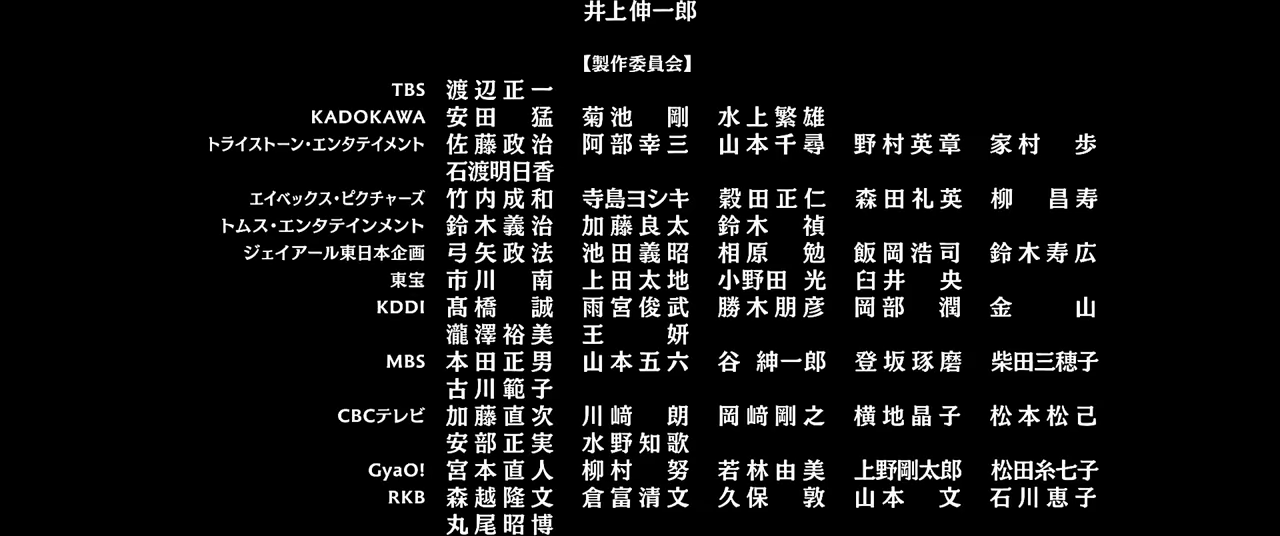 井上伸一郎
【製作委員会】
TBS 渡辺正一
KADOKAWA 安田 猛 菊池 剛 水上繁雄
トライストーン・エンタテイメント 佐藤政治 阿部幸三 山本千尋 野村英章 家村 歩
石渡明日香
エイベックス・ピクチャーズ 竹内成和 寺島ヨシキ 穀田正仁 森田礼英 柳 昌寿
トムス・エンタテインメント 鈴木義治 加藤良太 鈴木 禎
ジェイアール東日本企画 弓矢政法 池田義昭 相原 勉 飯岡浩司 鈴木寿広
東宝 市川 南 上田太地 小野田 光 臼井 央
KDDI 髙橋 誠 雨宮俊武 勝木朋彦 岡部 潤 金 山
瀧澤裕美 王 妍
MBS 本田正男 山本五六 谷 紳一郎 登坂琢磨 柴田三穂子
古川範子
CBCテレビ 加藤直次 川﨑 朗 岡﨑剛之 横地晶子 松本松己
安部正実 水野知歌
GyaO! 宮本直人 柳村 努 若林由美 上野剛太郎 松田糸七子
RKB 森越隆文 倉富清文 久保 敦 山本 文 石川恵子
丸尾昭博